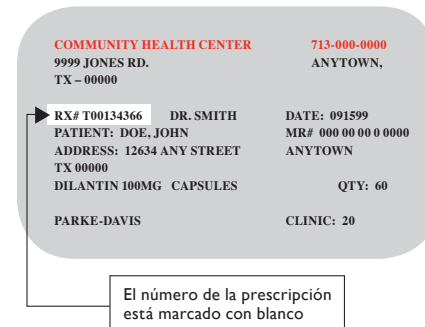 COMMUNITY HEALTH CENTER 713-000-0000
9999 JONES RD. ANYTOWN,
TX – 00000
RX# T00134366 DR. SMITH DATE: 091599
PATIENT: DOE, JOHN MR# 000 00 00 0 0000
ADDRESS: 12634 ANY STREET ANYTOWN
TX 00000
DILANTIN 100MG CAPSULES QTY: 60
PARKE-DAVIS CLINIC: 20
El número de la prescripción
está marcado con blanco